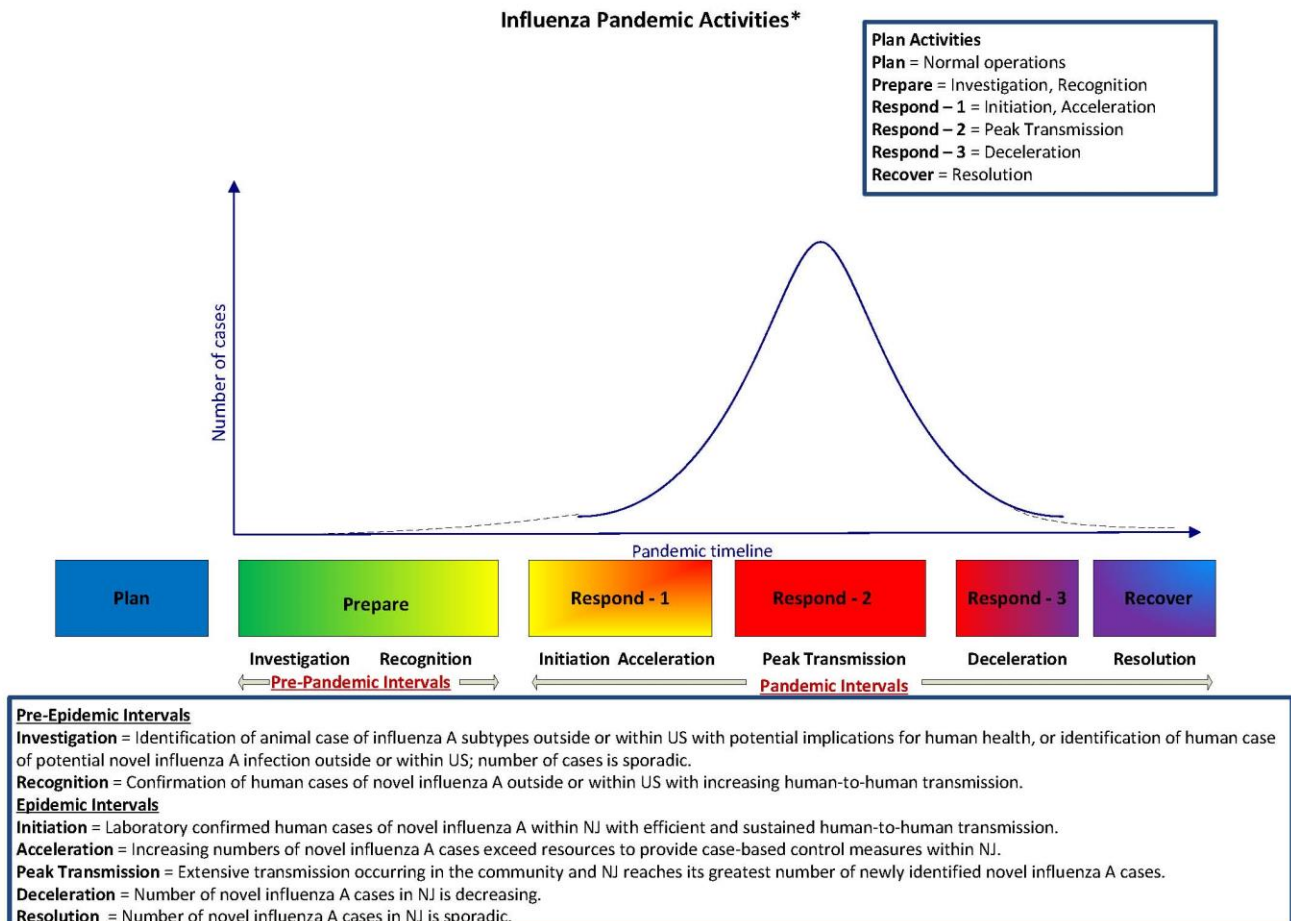 Influenza Pandemic Activities*
Plan Activities
Plan = Normal operations
Prepare = Investigation, Recognition
Respond – 1 = Initiation, Acceleration
Respond – 2 = Peak Transmission
Respond – 3 = Deceleration
Recover = Resolution
Number of cases
Pandemic timeline
Plan
Prepare
Respond - 1
Respond - 2
Respond - 3
Recover
Investigation Recognition
Initiation Acceleration
Peak Transmission
Deceleration
Resolution
Pre-Pandemic Intervals
Pandemic Intervals
Pre-Epidemic Intervals
Investigation = Identification of animal case of influenza A subtypes outside or within US with potential implications for human health, or identification of human case
of potential novel influenza A infection outside or within US; number of cases is sporadic.
Recognition = Confirmation of human cases of novel influenza A outside or within US with increasing human-to-human transmission.
Epidemic Intervals
Initiation = Laboratory confirmed human cases of novel influenza A within NJ with efficient and sustained human-to-human transmission.
Acceleration = Increasing numbers of novel influenza A cases exceed resources to provide case-based control measures within NJ.
Peak Transmission = Extensive transmission occurring in the community and NJ reaches its greatest number of newly identified novel influenza A cases.
Deceleration = Number of novel influenza A cases in NJ is decreasing.
Resolution = Number of novel influenza A cases in NJ is sporadic.